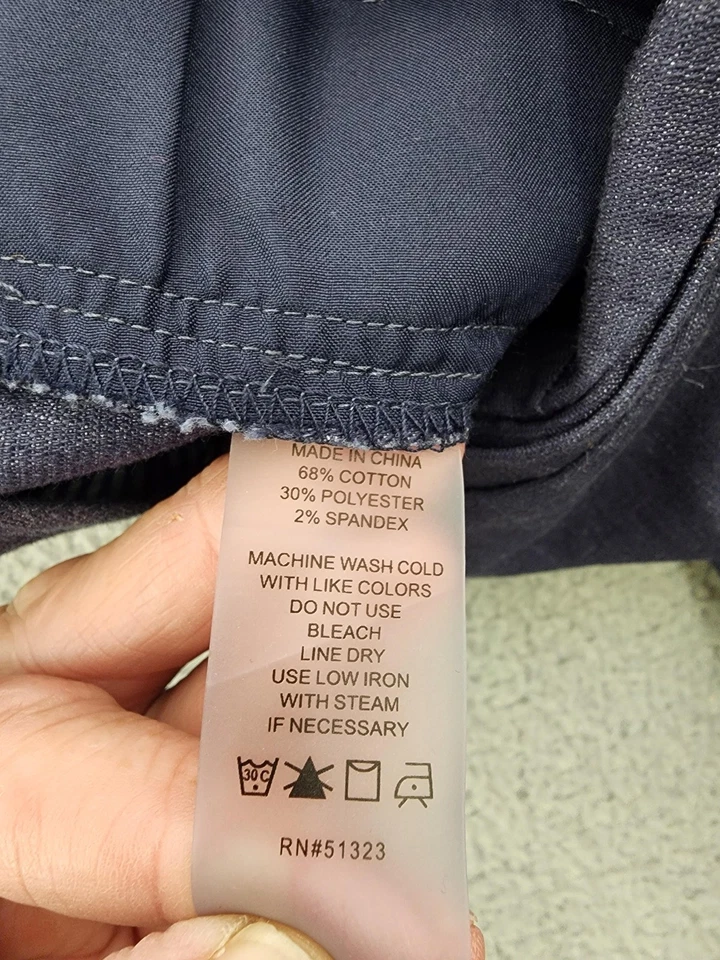 MADE IN CHINA
68% COTTON
30% POLYESTER
2% SPANDEX
MACHINE WASH COLD
WITH LIKE COLORS
DO NOT USE
BLEACH
LINE DRY
USE LOW IRON
WITH STEAM
IF NECESSARY
30C
RN#51323